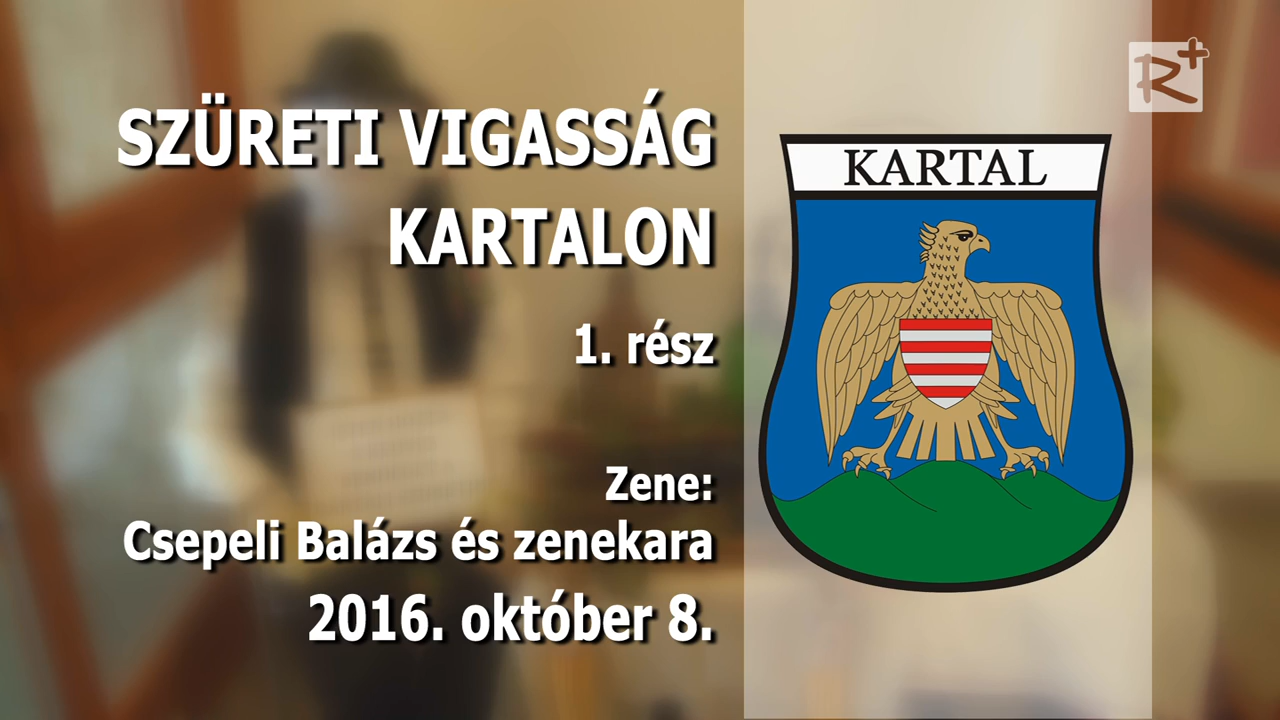 SZÜRETI VIGASSÁG
KARTALON
1. rész
Zene:
Csepeli Balázs és zenekara
2016. október 8.
R+
KARTAL